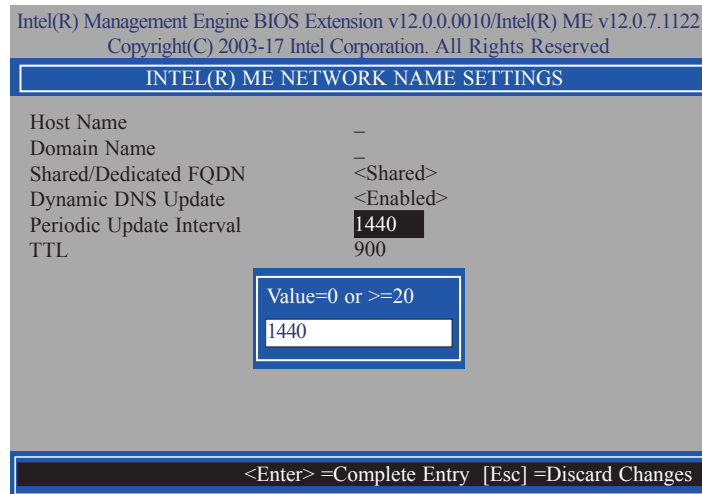 Intel(R) Management Engine BIOS Extension v12.0.0.0010/Intel(R) ME v12.0.7.1122
Copyright(C) 2003-17 Intel Corporation. All Rights Reserved
INTEL(R) ME NETWORK NAME SETTINGS
Host Name _
Domain Name _
Shared/Dedicated FQDN <Shared>
Dynamic DNS Update <Enabled>
Periodic Update Interval 1440
TTL 900
Value=0 or >=20
1440
<Enter> =Complete Entry [Esc] =Discard Changes